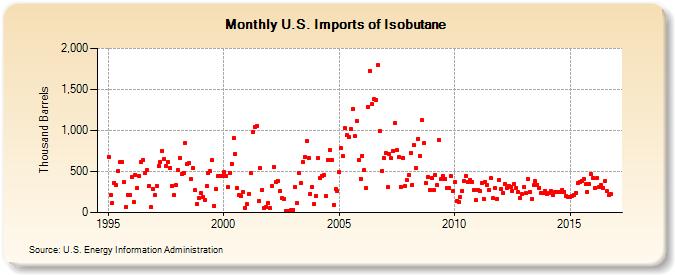 Monthly U.S. Imports of Isobutane
Thousand Barrels
2,000
1,500
1,000
500
0
1995 2000 2005 2010 2015
Source: U.S. Energy Information Administration